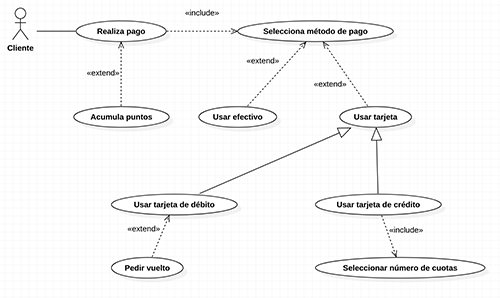 «include»
Realiza pago
Selecciona método de pago
Cliente
«extend»
«extend»
«extend»
Acumula puntos
Usar efectivo
Usar tarjeta
Usar tarjeta de débito
Usar tarjeta de crédito
«extend»
«include»
Pedir vuelto
Seleccionar número de cuotas